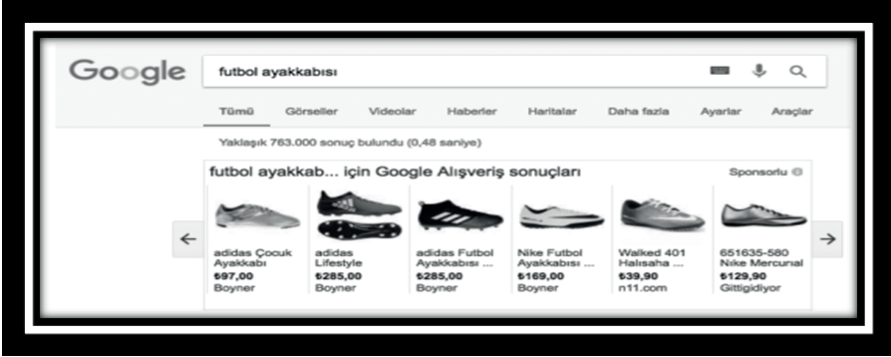 Google
futbol ayakkabısı
Tümü Görseller Videolar Haberler Haritalar Daha fazla Ayarlar Araçlar
Yaklaşık 763.000 sonuç bulundu (0,48 saniye)
futbol ayakkab... için Google Alışveriş sonuçları Sponsorlu
adidas Çocuk
Ayakkabı
₺97,00
Boyner
adidas
Lifestyle
₺285,00
Boyner
adidas Futbol
Ayakkabısı ...
₺285,00
Boyner
Nike Futbol
Ayakkabısı ...
₺169,00
Boyner
Walked 401
Halısaha ...
₺39,90
n11.com
651635-580
Nike Mercurial
₺129,90
Gittigidiyor